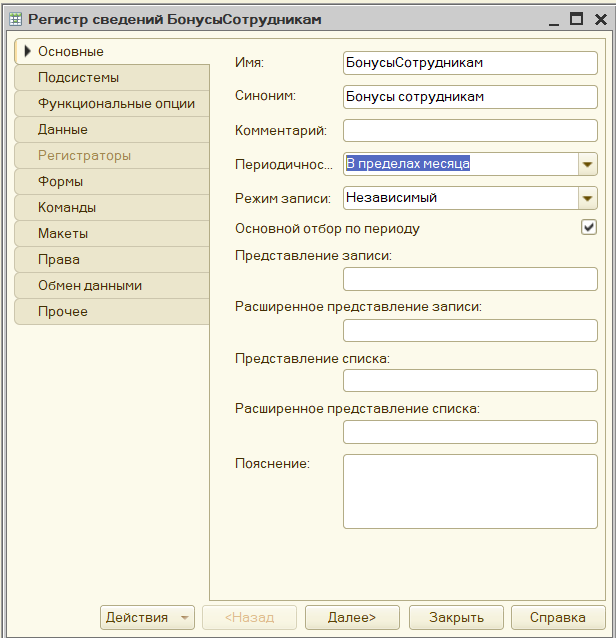 Регистр сведений БонусыСотрудникам
Основные
Подсистемы
Функциональные опции
Данные
Регистраторы
Формы
Команды
Макеты
Права
Обмен данными
Прочее
Имя: БонусыСотрудникам
Синоним: Бонусы сотрудникам
Комментарий:
Периодичнос... В пределах месяца
Режим записи: Независимый
Основной отбор по периоду
Представление записи:
Расширенное представление записи:
Представление списка:
Расширенное представление списка:
Пояснение:
Действия <Назад Далее> Закрыть Справка